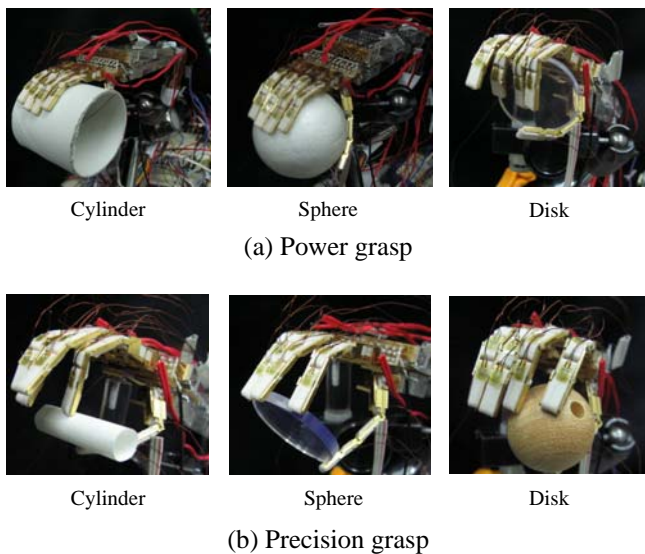 Cylinder
Sphere
Disk
(a) Power grasp
Cylinder
Sphere
Disk
(b) Precision grasp